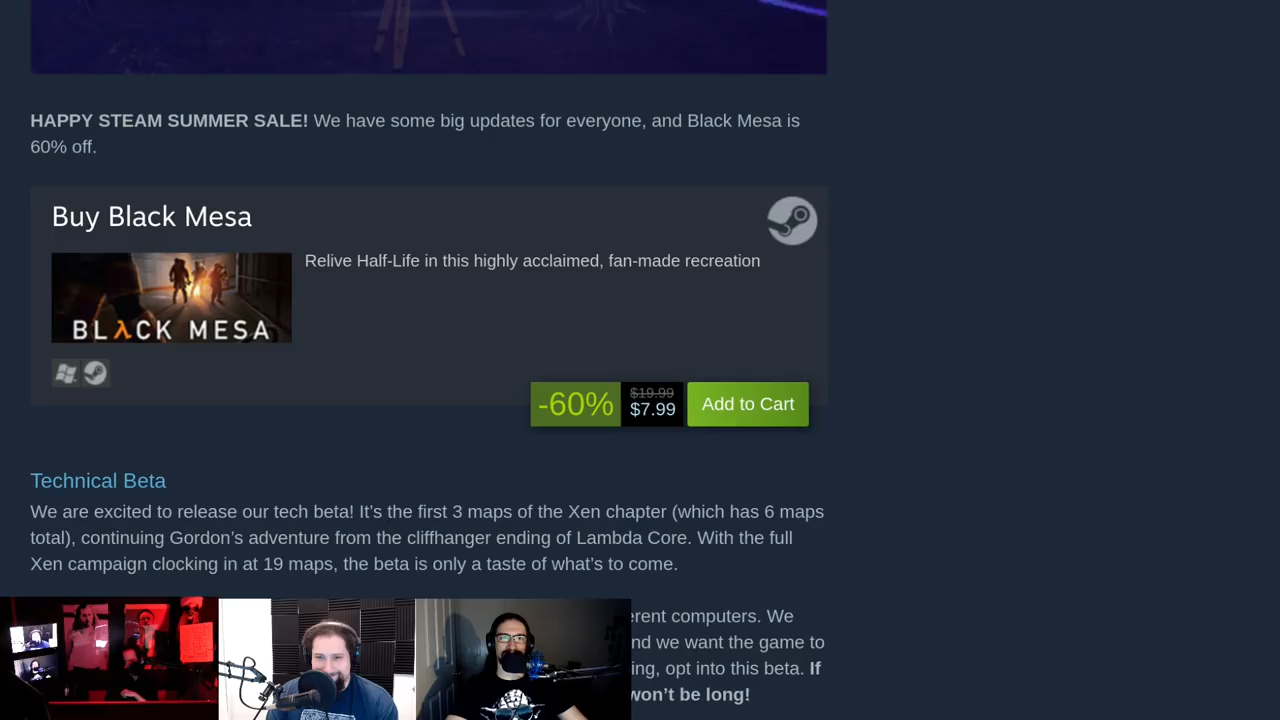 HAPPY STEAM SUMMER SALE! We have some big updates for everyone, and Black Mesa is
60% off.
Buy Black Mesa
Relive Half-Life in this highly acclaimed, fan-made recreation
BLACK MESA
-60%
$19.99
$7.99
Add to Cart
Technical Beta
We are excited to release our tech beta! It’s the first 3 maps of the Xen chapter (which has 6 maps
total), continuing Gordon’s adventure from the cliffhanger ending of Lambda Core. With the full
Xen campaign clocking in at 19 maps, the beta is only a taste of what’s to come.
erent computers. We
nd we want the game to
ing, opt into this beta. If
won’t be long!